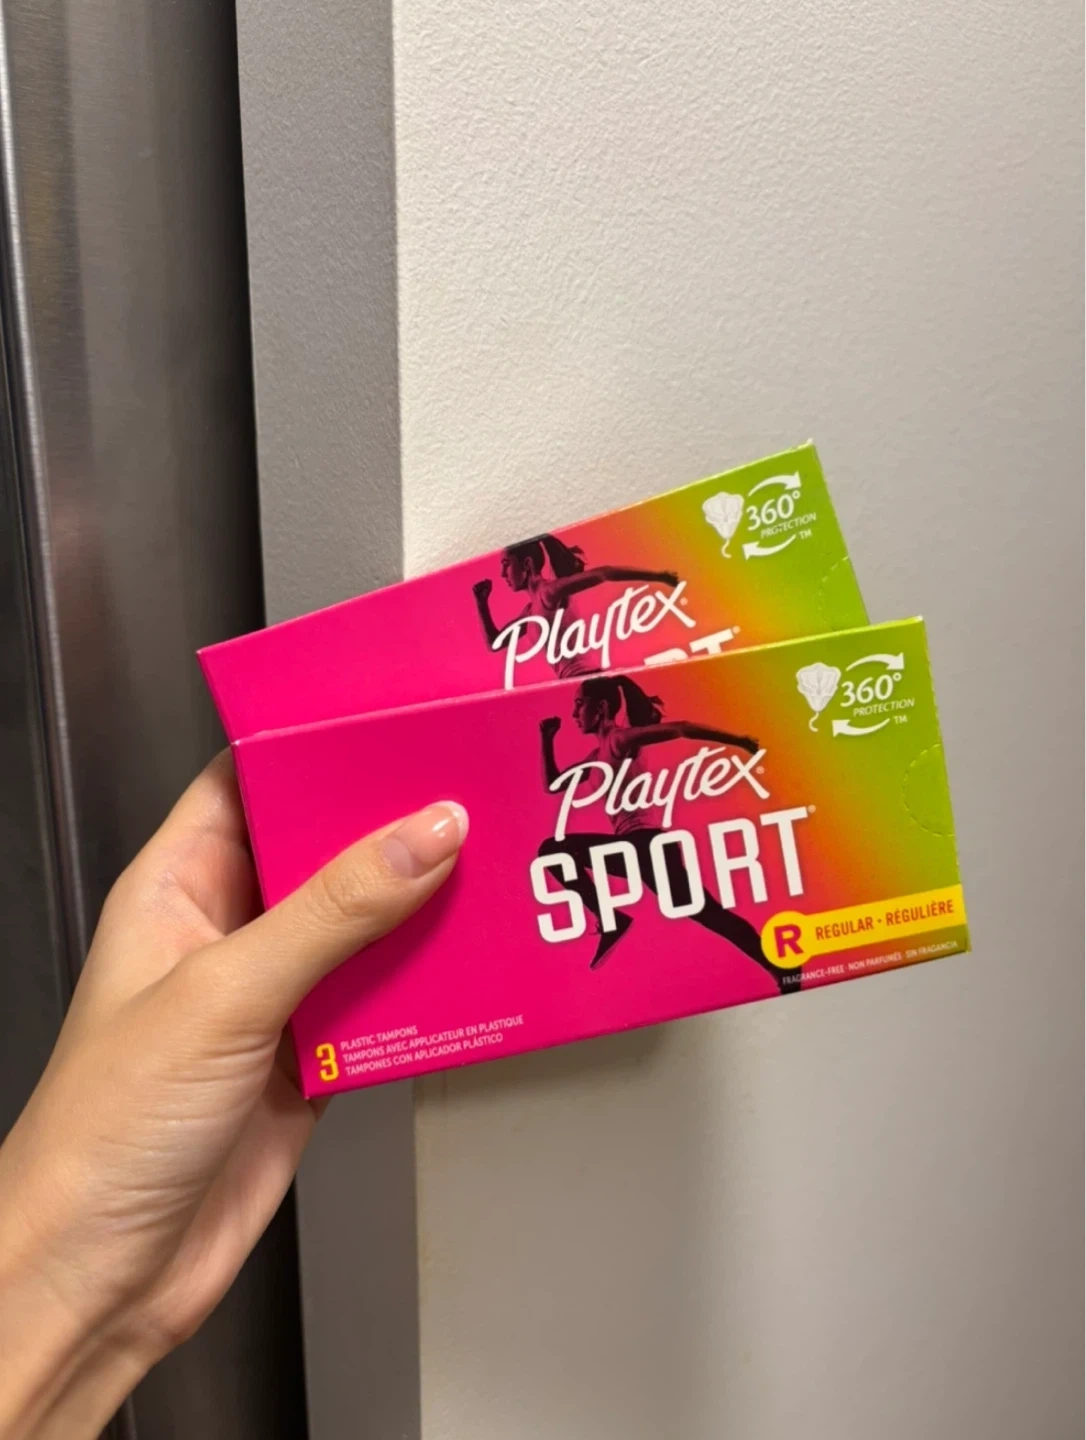 360°
PROTECTION
TM
Playtex®
360°
PROTECTION
TM
Playtex®
SPORT®
R REGULAR · RÉGULIÈRE
FRAGRANCE-FREE · NON PARFUMÉS · SIN FRAGANCIA
3 PLASTIC TAMPONS
TAMPONS AVEC APPLICATEUR EN PLASTIQUE
TAMPONES CON APLICADOR PLÁSTICO